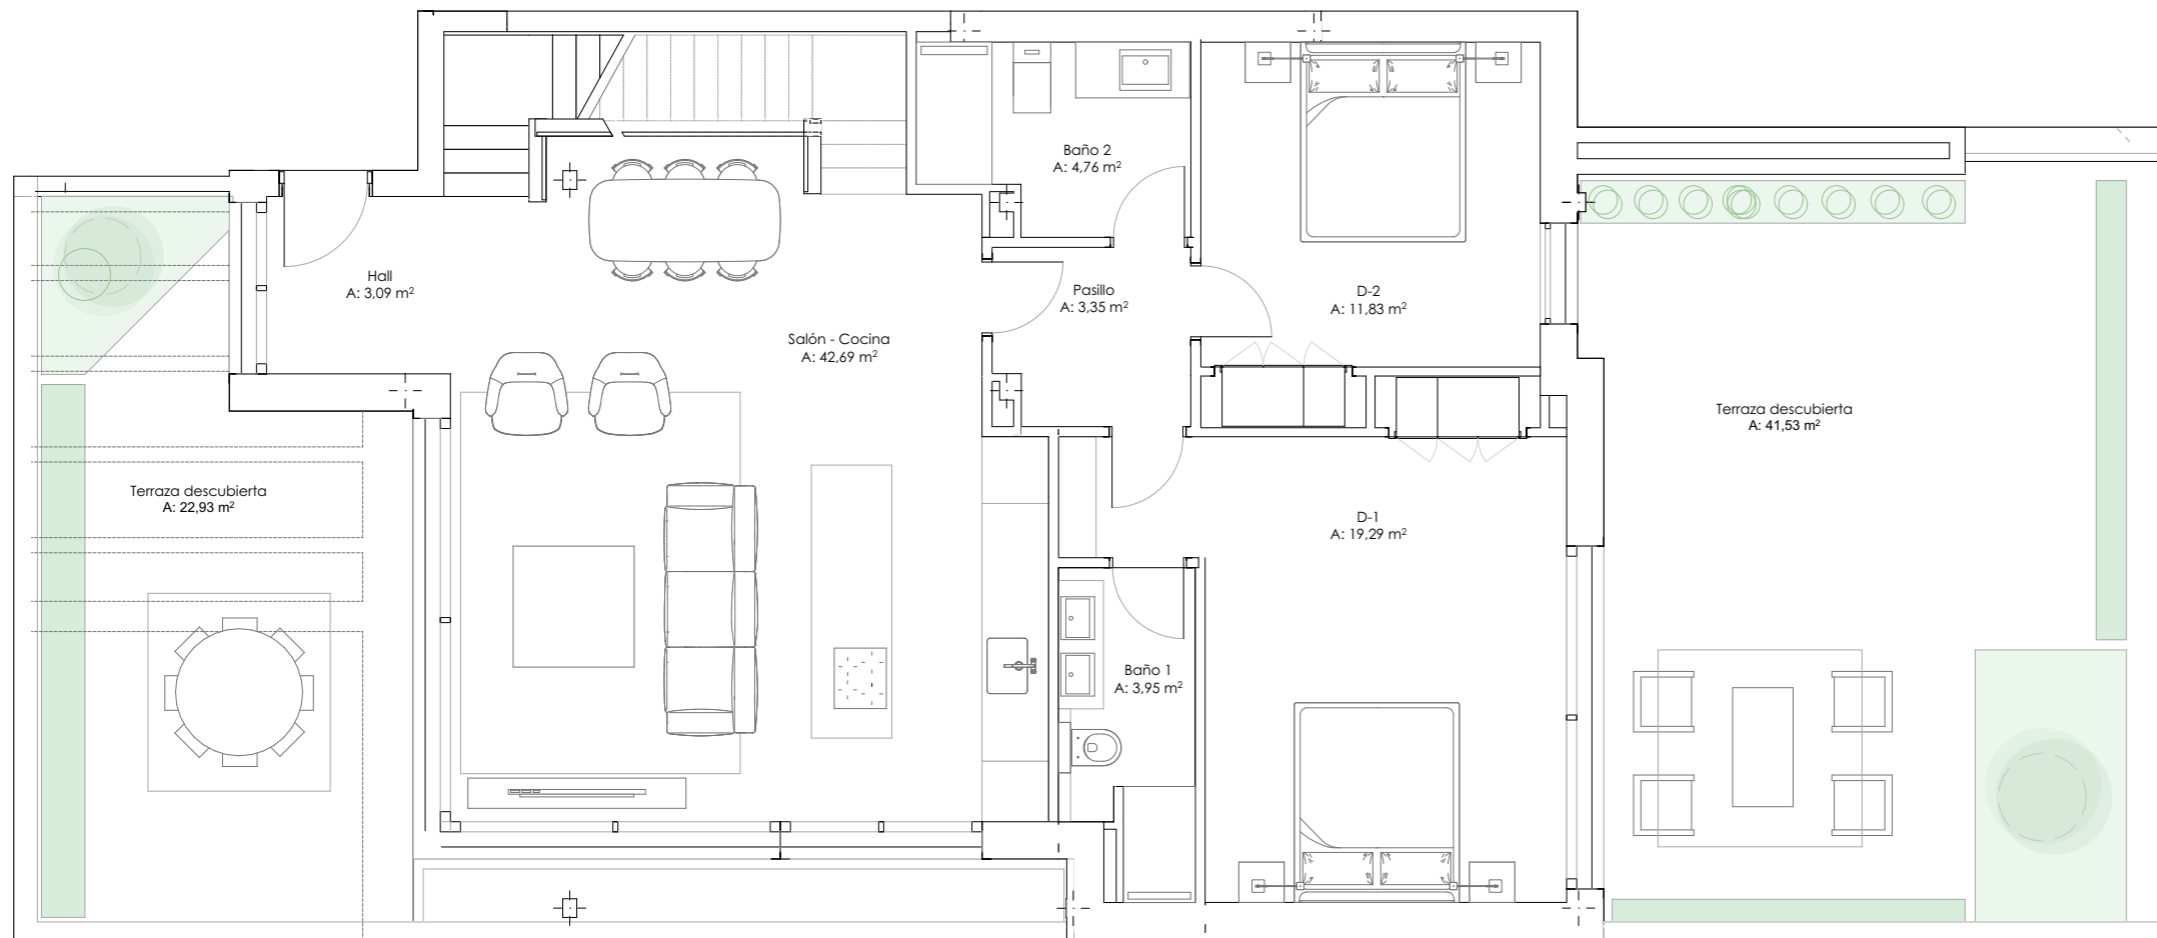 Baño 2
A: 4,76 m²
Hall
A: 3,09 m²
Pasillo
A: 3,35 m²
D-2
A: 11,83 m²
Salón - Cocina
A: 42,69 m²
Terraza descubierta
A: 41,53 m²
Terraza descubierta
A: 22,93 m²
D-1
A: 19,29 m²
Baño 1
A: 3,95 m²